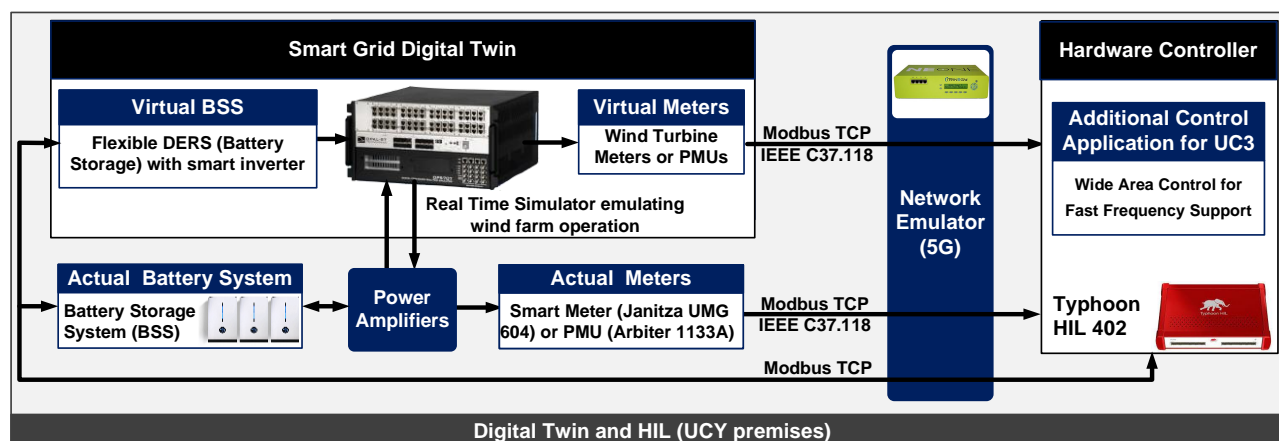 Smart Grid Digital Twin
Hardware Controller
Virtual BSS
Flexible DERS (Battery
Storage) with smart inverter
Virtual Meters
Wind Turbine
Meters or PMUs
Real Time Simulator emulating
wind farm operation
Modbus TCP
IEEE C37.118
Network
Emulator
(5G)
Additional Control
Application for UC3
Wide Area Control for
Fast Frequency Support
Actual Battery System
Battery Storage
System (BSS)
Power
Amplifiers
Actual Meters
Smart Meter (Janitza UMG
604) or PMU (Arbiter 1133A)
Modbus TCP
IEEE C37.118
Typhoon
HIL 402
Typhoon HIL
Modbus TCP
Digital Twin and HIL (UCY premises)